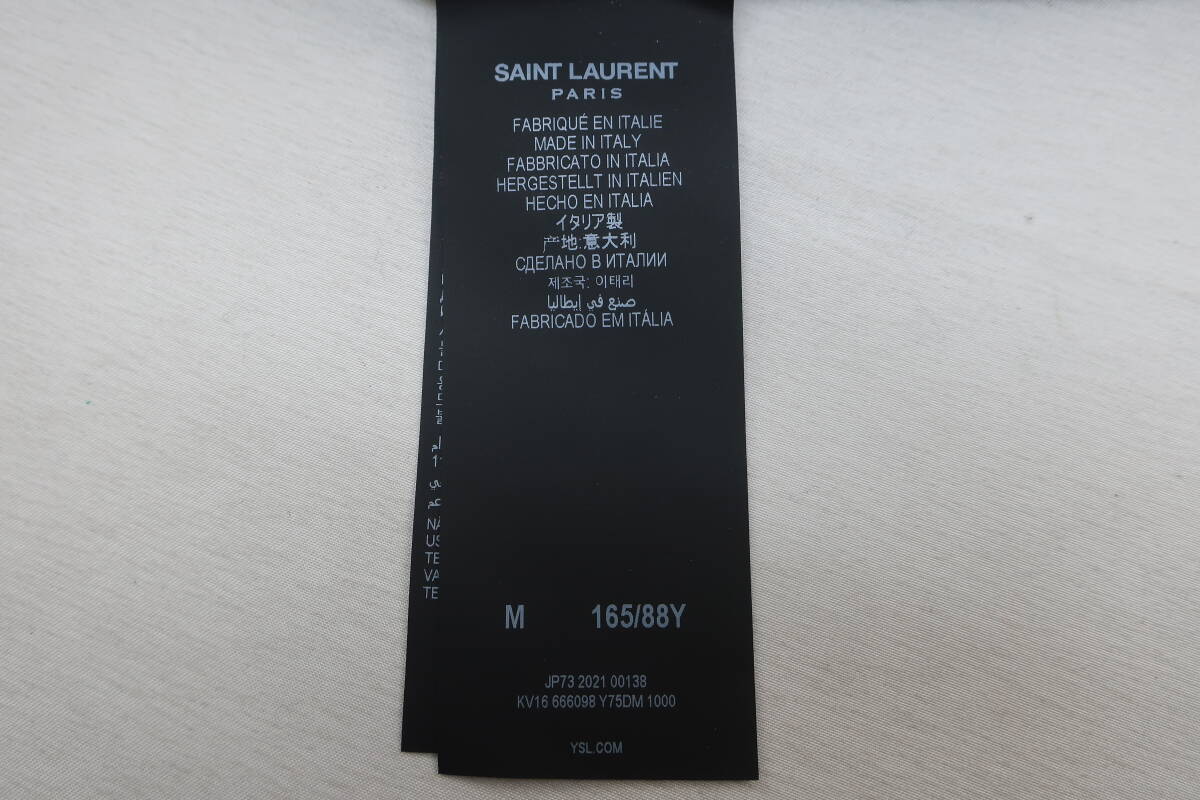 SAINT LAURENT
PARIS
FABRIQUÉ EN ITALIE
MADE IN ITALY
FABBRICATO IN ITALIA
HERGESTELLT IN ITALIEN
HECHO EN ITALIA
イタリア製
产地:意大利
СДЕЛАНО В ИТАЛИИ
제조국: 이태리
صنع في إيطاليا
FABRICADO EM ITÁLIA
M 165/88Y
JP73 2021 00138
KV16 666098 Y75DM 1000
YSL.COM